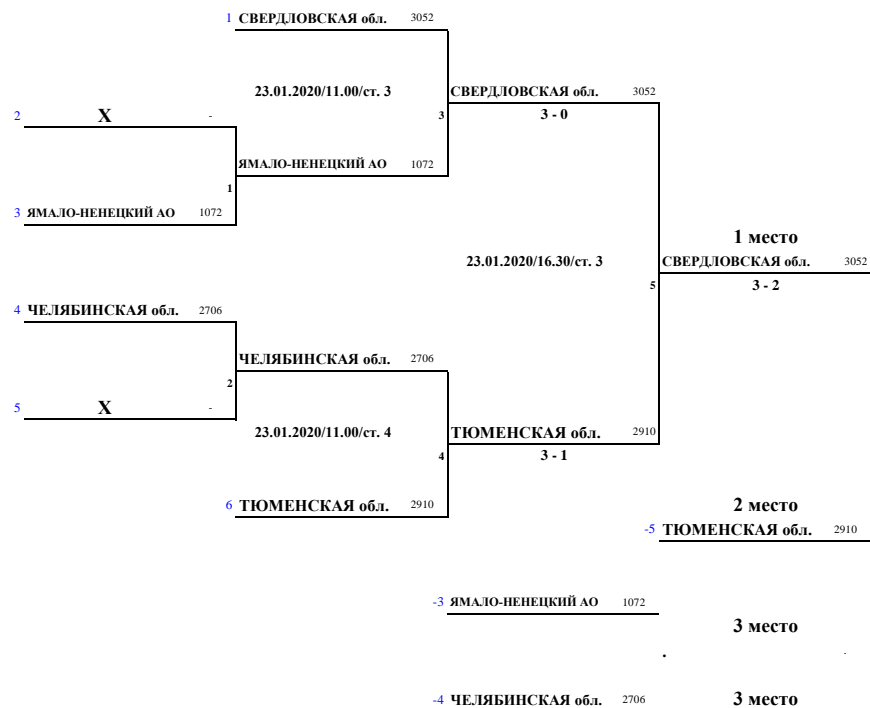 1 СВЕРДЛОВСКАЯ обл. 3052
23.01.2020/11.00/ст. 3
СВЕРДЛОВСКАЯ обл. 3052
2 X -
3
3 - 0
ЯМАЛО-НЕНЕЦКИЙ АО 1072
1
3 ЯМАЛО-НЕНЕЦКИЙ АО 1072
1 место
23.01.2020/16.30/ст. 3
СВЕРДЛОВСКАЯ обл. 3052
5
3 - 2
4 ЧЕЛЯБИНСКАЯ обл. 2706
ЧЕЛЯБИНСКАЯ обл. 2706
2
5 X -
23.01.2020/11.00/ст. 4
ТЮМЕНСКАЯ обл. 2910
4
3 - 1
6 ТЮМЕНСКАЯ обл. 2910
2 место
-5 ТЮМЕНСКАЯ обл. 2910
-3 ЯМАЛО-НЕНЕЦКИЙ АО 1072
3 место
. .
-4 ЧЕЛЯБИНСКАЯ обл. 2706
3 место